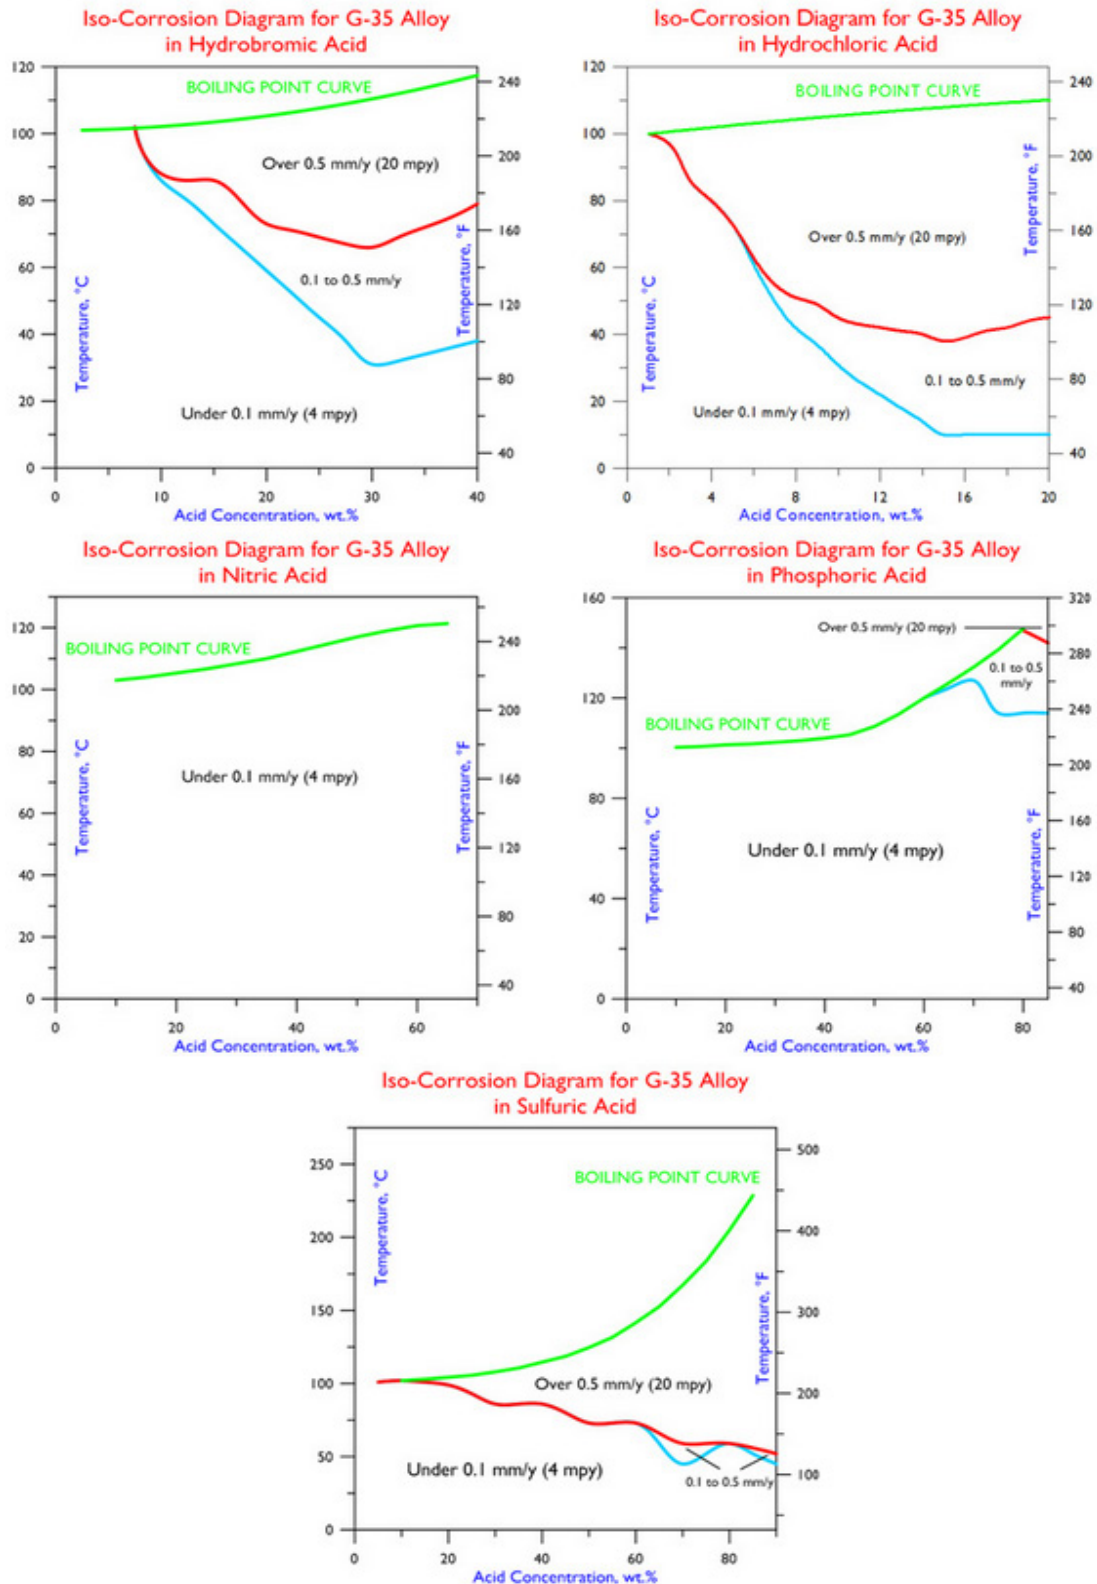 Iso-Corrosion Diagram for G-35 Alloy
in Hydrobromic Acid
120
100
80
60
40
20
0
240
200
160
120
80
40
BOILING POINT CURVE
Over 0.5 mm/y (20 mpy)
0.1 to 0.5 mm/y
Under 0.1 mm/y (4 mpy)
Temperature, °C
Temperature, °F
0 10 20 30 40
Acid Concentration, wt.%
Iso-Corrosion Diagram for G-35 Alloy
in Hydrochloric Acid
120
100
80
60
40
20
0
240
200
160
120
80
40
BOILING POINT CURVE
Over 0.5 mm/y (20 mpy)
0.1 to 0.5 mm/y
Under 0.1 mm/y (4 mpy)
Temperature, °C
Temperature, °F
0 4 8 12 16 20
Acid Concentration, wt.%
Iso-Corrosion Diagram for G-35 Alloy
in Nitric Acid
120
100
80
60
40
20
0
240
200
160
120
80
40
BOILING POINT CURVE
Under 0.1 mm/y (4 mpy)
Temperature, °C
Temperature, °F
0 20 40 60
Acid Concentration, wt.%
Iso-Corrosion Diagram for G-35 Alloy
in Phosphoric Acid
160
120
80
40
0
320
280
240
200
160
120
80
40
Over 0.5 mm/y (20 mpy)
0.1 to 0.5
mm/y
BOILING POINT CURVE
Under 0.1 mm/y (4 mpy)
Temperature, °C
Temperature, °F
0 20 40 60 80
Acid Concentration, wt.%
Iso-Corrosion Diagram for G-35 Alloy
in Sulfuric Acid
250
200
150
100
50
0
500
400
300
200
100
BOILING POINT CURVE
Over 0.5 mm/y (20 mpy)
Under 0.1 mm/y (4 mpy)
0.1 to 0.5 mm/y
Temperature, °C
Temperature, °F
0 20 40 60 80
Acid Concentration, wt.%